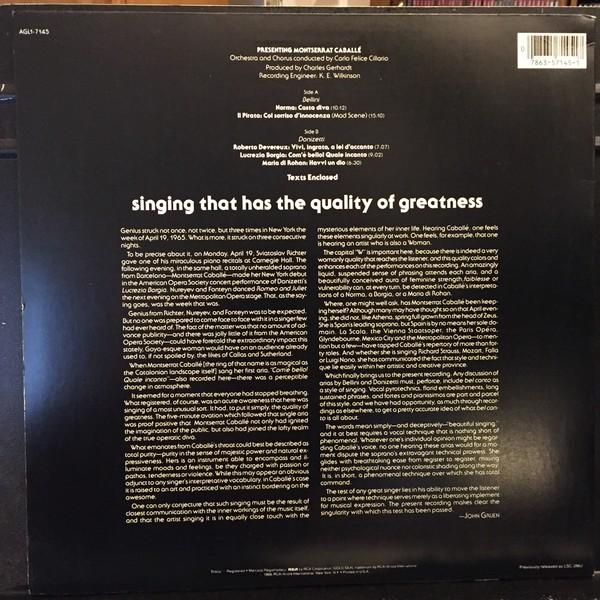 AGL1-7145
0 7863-57145-1
PRESENTING MONTSERRAT CABALLÉ
Orchestra and Chorus conducted by Carlo Felice Cillario
Produced by Charles Gerhardt
Recording Engineer: K. E. Wilkinson
Side A
Bellini
Norma: Casta diva (10.12)
Il Pirata: Col sorriso d'innocenza (Mad Scene) (15.10)
Side B
Donizetti
Roberto Devereux: Vivi, ingrato, a lei d'accanto (7.07)
Lucrezia Borgia: Com'è bello! Quale incanto (9.02)
Maria di Rohan: Havvi un dio (6.30)
Texts Enclosed
singing that has the quality of greatness
Genius struck not once, not twice, but three times in New York the
week of April 19, 1965. What is more, it struck on three consecutive
nights.
To be precise about it, on Monday, April 19, Sviatoslav Richter
gave one of his miraculous piano recitals at Carnegie Hall. The
following evening, in the same hall, a totally unheralded soprano
from Barcelona—Montserrat Caballé—made her New York debut
in the American Opera Society concert performance of Donizetti's
Lucrezia Borgia. Nureyev and Fonteyn danced Romeo and Juliet
the next evening on the Metropolitan Opera stage. That, as the say-
ing goes, was the week that was.
Genius from Richter, Nureyev, and Fonteyn was to be expected.
But no one was prepared to come face to face with it in a singer few
had ever heard of. The fact of the matter was that no amount of ad-
vance publicity—and there was jolly little of it from the American
Opera Society—could have foretold the extraordinary impact this
stately, Goya-esque woman would have on an audience already
used to, if not spoiled by, the likes of Callas and Sutherland.
When Montserrat Caballé (the ring of that name is as magical as
the Catalonian landscape itself) sang her first aria, "Come bello!
Quale incanto"—also recorded here—there was a perceptible
change in atmosphere.
It seemed for a moment that everyone had stopped breathing.
What registered, of course, was an acute awareness that here was
singing of a most unusual sort. It had, to put it simply, the quality of
greatness. The five-minute ovation which followed that single aria
was proof positive that Montserrat Caballé not only had ignited
the imagination of the public, but also had joined the lofty realm
of the true operatic diva.
What emanates from Caballé's throat could best be described as
total purity—purity in the sense of majestic power and natural ex-
pressiveness. Hers is an instrument able to encompass and il-
luminate moods and feelings, be they charged with passion or
pathos, tenderness or violence. While this may appear an obvious
adjunct to any singer's interpretative vocabulary, in Caballé's case
it is raised to an art and practiced with an instinct bordering on the
awesome.
One can only conjecture that such singing must be the result of
closest communication with the inner workings of the music itself,
and that the artist singing it is in equally close touch with the
mysterious elements of her inner life. Hearing Caballé, one feels
these elements singularly at work. One feels, for example, that one
is hearing an artist who is also a Woman.
The capital "W" is important here, because there is indeed a very
womanly quality that reaches the listener, and this quality colors and
enhances each of the performances on this recording. An amazingly
liquid, suspended sense of phrasing attends each aria, and a
beautifully conceived aura of feminine strength, faiblesse or
vulnerability can, at every turn, be detected in Caballé's interpreta-
tions of a Norma, a Borgia, or a Maria di Rohan.
Where, one might well ask, has Montserrat Caballé been keep-
ing herself? Although many may have thought so on that April even-
ing, she did not, like Athena, spring full grown from the head of Zeus.
She is Spain's leading soprano, but Spain is by no means her sole do-
main. La Scala, the Vienna Staatsoper, the Paris Opéra,
Glyndebourne, Mexico City and the Metropolitan Opera—to men-
tion but a few—have tapped Caballé's repertory of more than for-
ty roles. And whether she is singing Richard Strauss, Mozart, Falla
or Luigi Nono, she has communicated the fact that style and techni-
que lie easily within her artistic and creative province.
Which finally brings us to the present recording. Any discussion of
arias by Bellini and Donizetti must, perforce, include bel canto as
a style of singing. Vocal pyrotechnics, florid embellishments, long
sustained phrases, and fortes and pianissimos are part and parcel
of this style, and we have had opportunity, as much through recor-
dings as elsewhere, to get a pretty accurate idea of what bel can-
to is all about.
The words mean simply—and deceptively—"beautiful singing,"
and it at best requires a vocal technique that is nothing short of
phenomenal. Whatever one's individual opinion might be regar-
ding Caballé's voice, no one hearing these arias would for a mo-
ment dispute the soprano's extravagant technical prowess. She
glides with breathtaking ease from register to register, missing
neither psychological nuance nor coloristic shading along the way.
It is, in short, a phenomenal technique over which she has total
command.
The test of any great singer lies in his ability to move the listener
to a point where technique serves merely as a liberating implement
for musical expression. The present recording makes clear the
singularity with which this test has been passed.
—JOHN GRUEN
Previously released as LSC-2862